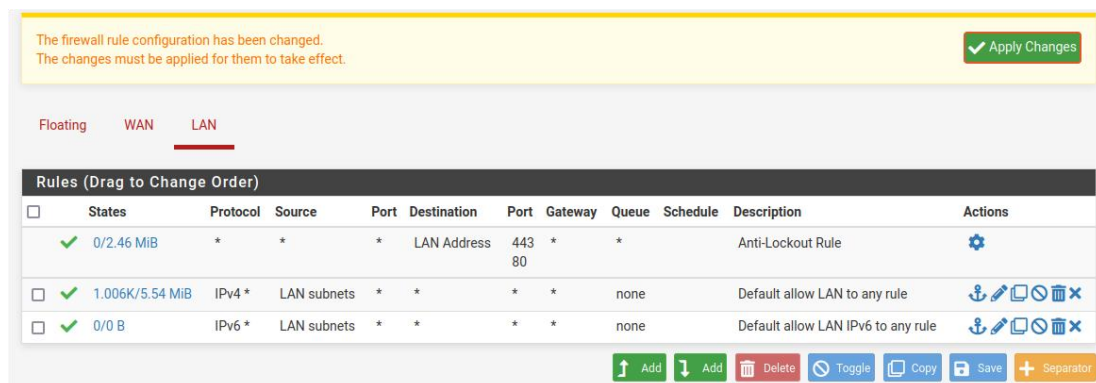 The firewall rule configuration has been changed.
The changes must be applied for them to take effect.
Apply Changes
Floating WAN LAN
Rules (Drag to Change Order)
States Protocol Source Port Destination Port Gateway Queue Schedule Description Actions
0/2.46 MiB * * * LAN Address 443 * * Anti-Lockout Rule
80
1.006K/5.54 MiB IPv4 * LAN subnets * * * * none Default allow LAN to any rule
0/0 B IPv6 * LAN subnets * * * * none Default allow LAN IPv6 to any rule
Add Add Delete Toggle Copy Save Separator